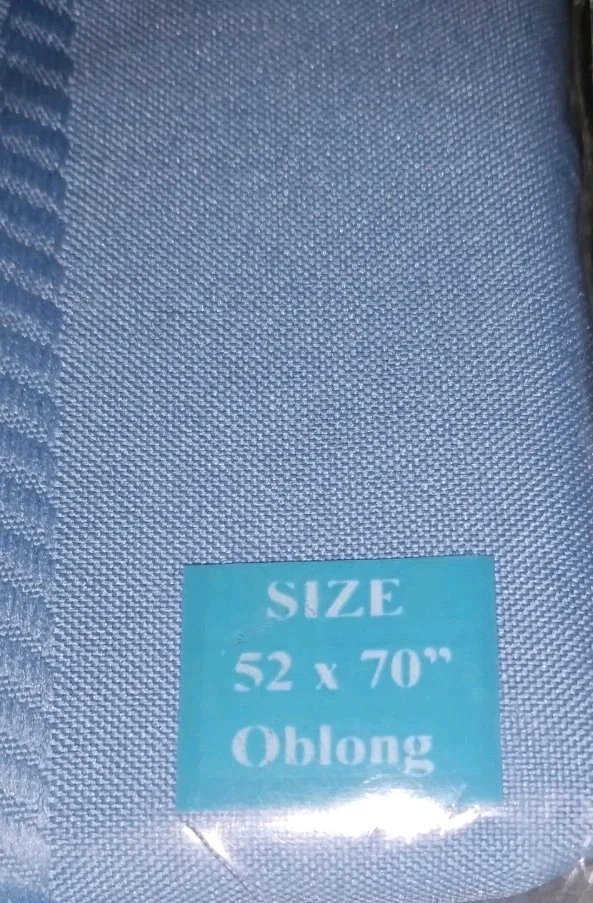 SIZE
52 x 70”
Oblong